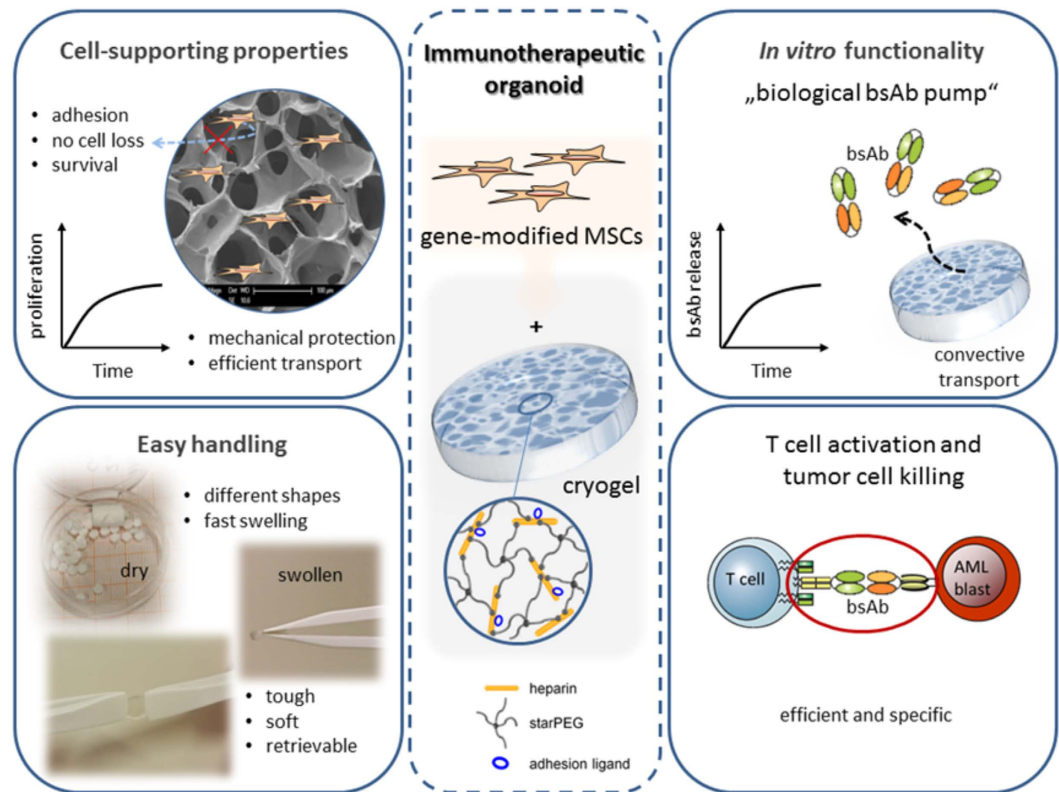 Cell-supporting properties
• adhesion
• no cell loss
• survival
proliferation
Time
100 µm
• mechanical protection
• efficient transport
Immunotherapeutic
organoid
gene-modified MSCs
+
cryogel
heparin
starPEG
adhesion ligand
In vitro functionality
„biological bsAb pump“
bsAb
bsAb release
Time
convective
transport
Easy handling
• different shapes
• fast swelling
dry
swollen
• tough
• soft
• retrievable
T cell activation and
tumor cell killing
T cell
bsAb
AML
blast
efficient and specific